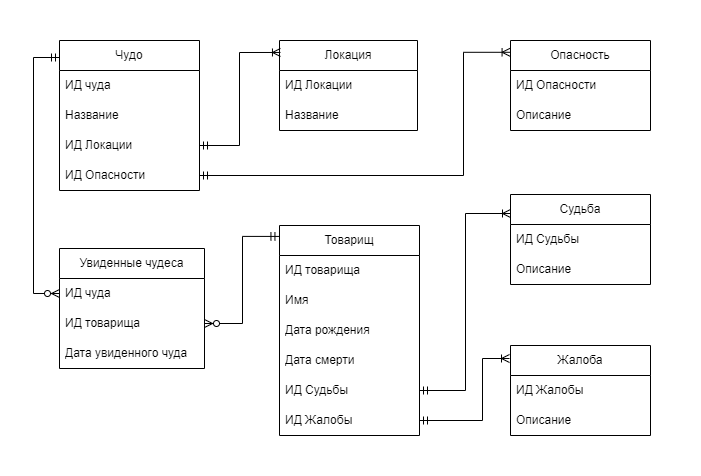 Чудо
ИД чуда
Название
ИД Локации
ИД Опасности
Локация
ИД Локации
Название
Опасность
ИД Опасности
Описание
Увиденные чудеса
ИД чуда
ИД товарища
Дата увиденного чуда
Товарищ
ИД товарища
Имя
Дата рождения
Дата смерти
ИД Судьбы
ИД Жалобы
Судьба
ИД Судьбы
Описание
Жалоба
ИД Жалобы
Описание